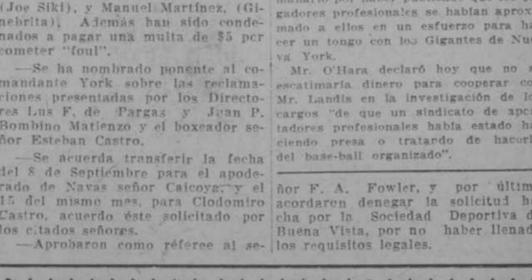 (Joe Siki), y Manuel Martínez, (Gi-
nebrita), Además han sido conde-
nados a pagar una multa de $5 por
cometer "foul".
—Se ha nombrado ponente al co-
mandante York sobre las reclama-
ciones presentadas por los Directo-
res Lus F. de Pargas y Juan P.
Bombino Matienzo y el boxeador se-
ñor Esteban Castro.
—Se acuerda transferir la fecha
del 8 de Septiembre para el apode-
rado de Navas señor Caicoya y el
15 del mismo mes, para Clodomiro
Castro, acuerdo éste solicitado por
los citados señores.
—Aprobaron como réferee al se-
gadores profesionales se habían aprox
mado a ellos en un esfuerzo para h
cer un tongo con los Gigantes de Nue
va York.
Mr. O'Hara declaró hoy que no s
escatimaría dinero para cooperar co
Mr. Landis en la investigación de l
cargos "de que un sindicato de
tadores profesionales había estado h
ciendo presa o tratando de hacerl
del base-ball organizado".
ñor F. A. Fowler, y por últim
acordaron denegar la solicitud h
cha por la Sociedad Deportiva d
Buena Vista, por no haber llenad
los requisitos legales.